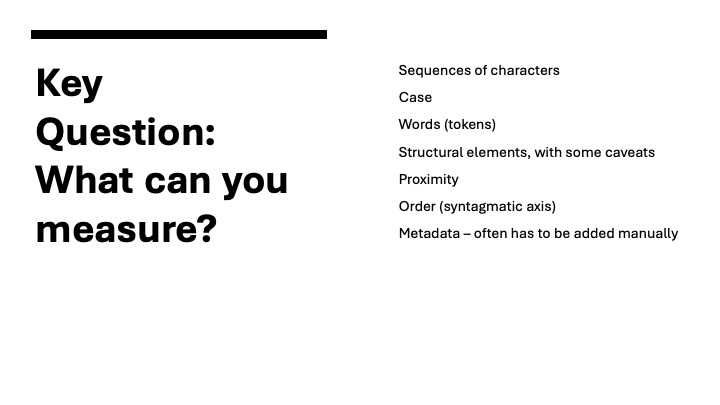 Key
Question:
What can you
measure?
Sequences of characters
Case
Words (tokens)
Structural elements, with some caveats
Proximity
Order (syntagmatic axis)
Metadata – often has to be added manually